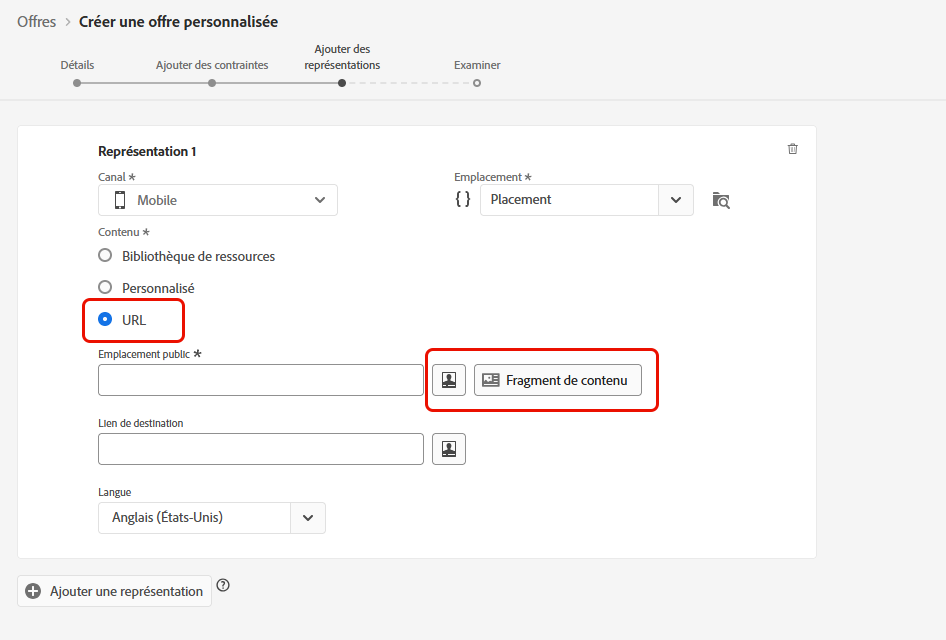 Offres > Créer une offre personnalisée
Détails
Ajouter des contraintes
Ajouter des
représentations
Examiner
Représentation 1
Canal *
Emplacement *
Mobile
{ } Placement
Contenu *
Bibliothèque de ressources
Personnalisé
URL
Emplacement public *
Fragment de contenu
Lien de destination
Langue
Anglais (États-Unis)
Ajouter une représentation ?